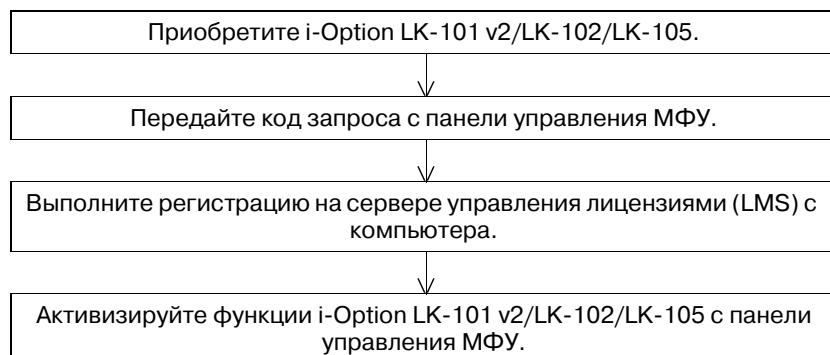 Приобретите i-Option LK-101 v2/LK-102/LK-105.
Передайте код запроса с панели управления МФУ.
Выполните регистрацию на сервере управления лицензиями (LMS) с
компьютера.
Активизируйте функции i-Option LK-101 v2/LK-102/LK-105 с панели
управления МФУ.